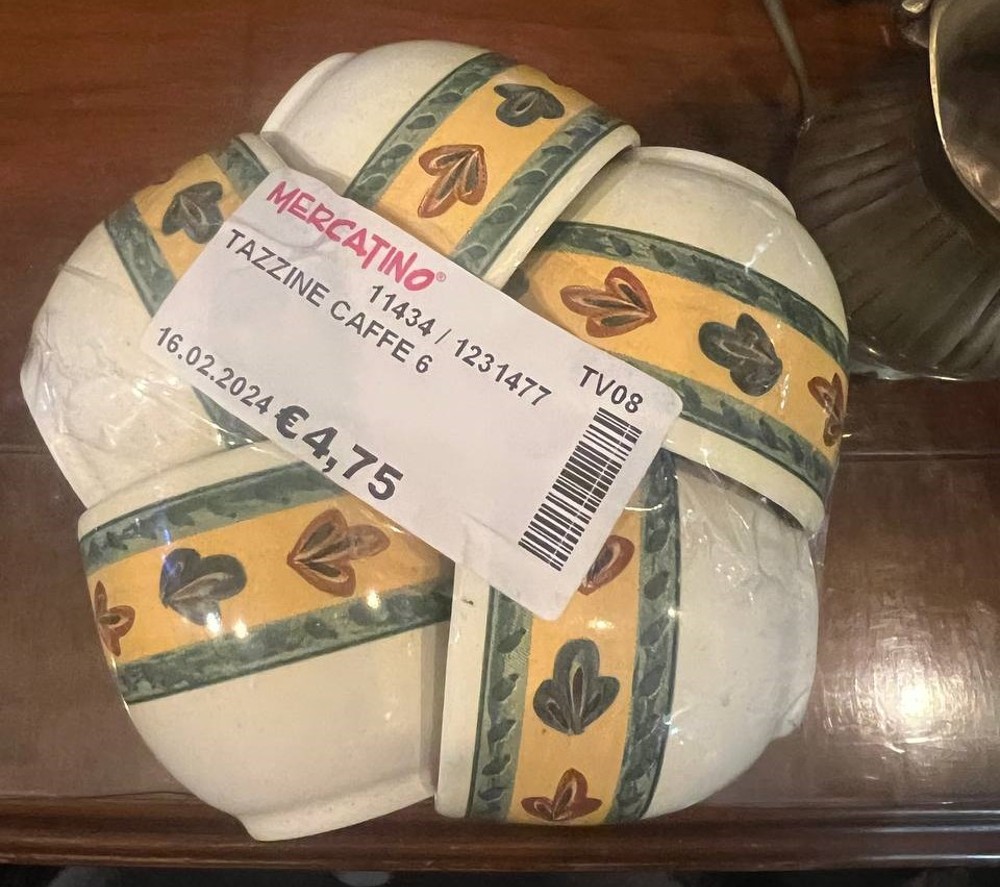 MERCATINO®
11434 / 1231477
TAZZINE CAFFE 6
TV08
16.02.2024 €4,75